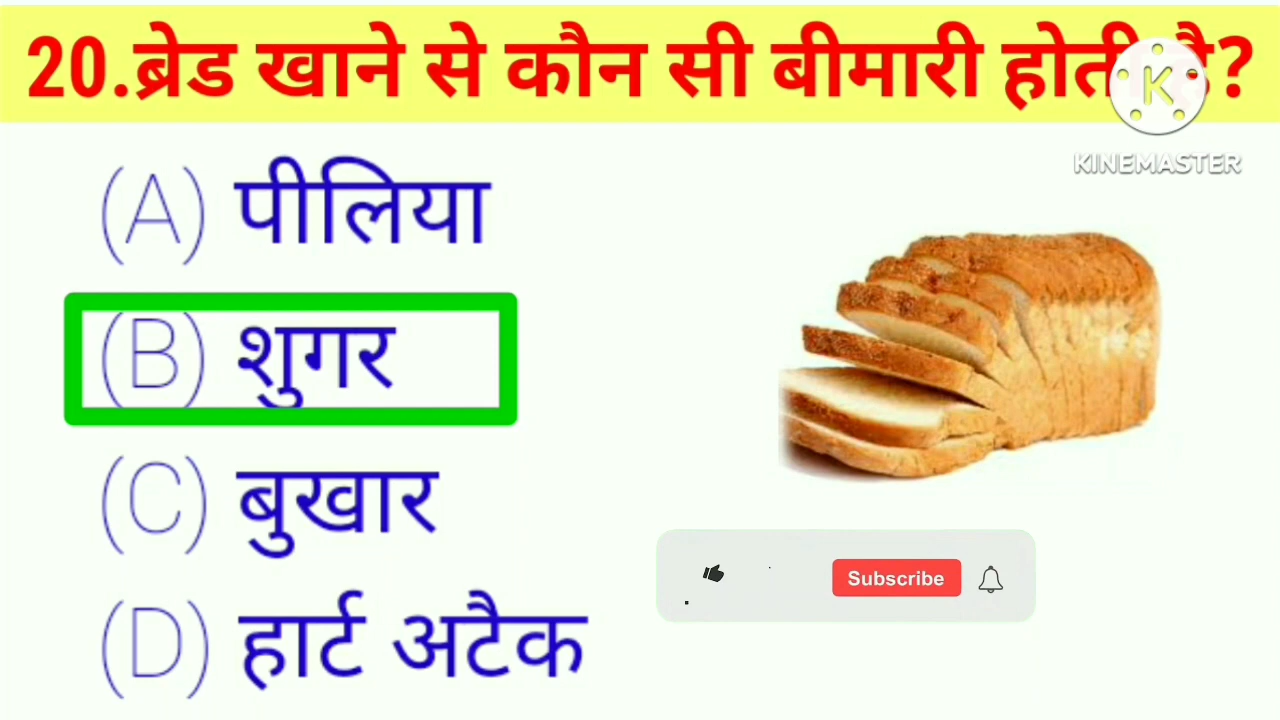 20.ब्रेड खाने से कौन सी बीमारी होती है?
K
KINEMASTER
(A) पीलिया
(B) शुगर
(C) बुखार
(D) हार्ट अटैक
Subscribe